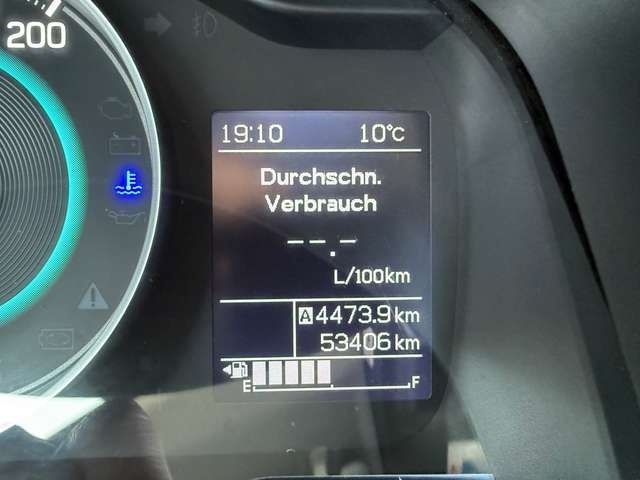 200
19:10 10°C
Durchschn.
Verbrauch
--.-
L/100km
A 4473.9 km
53406 km
E F